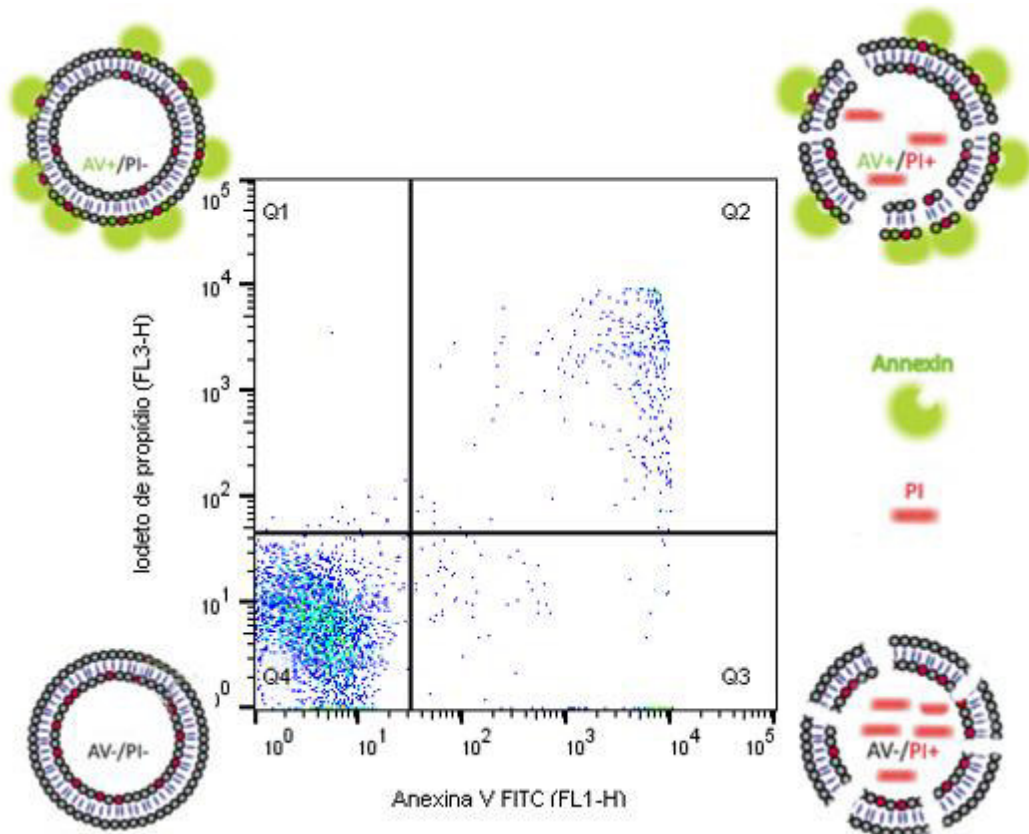 AV+/PI-
AV+/PI+
10^5
Q1
Q2
10^4
10^3
10^2
10^1
)^0
Q4
Q3
10^0
10^1
10^2
10^3
10^4
10^5
Iodeto de propídio (FL3-H)
Anexina V FITC (FL1-H)
Annexin
PI
AV-/PI-
AV-/PI+